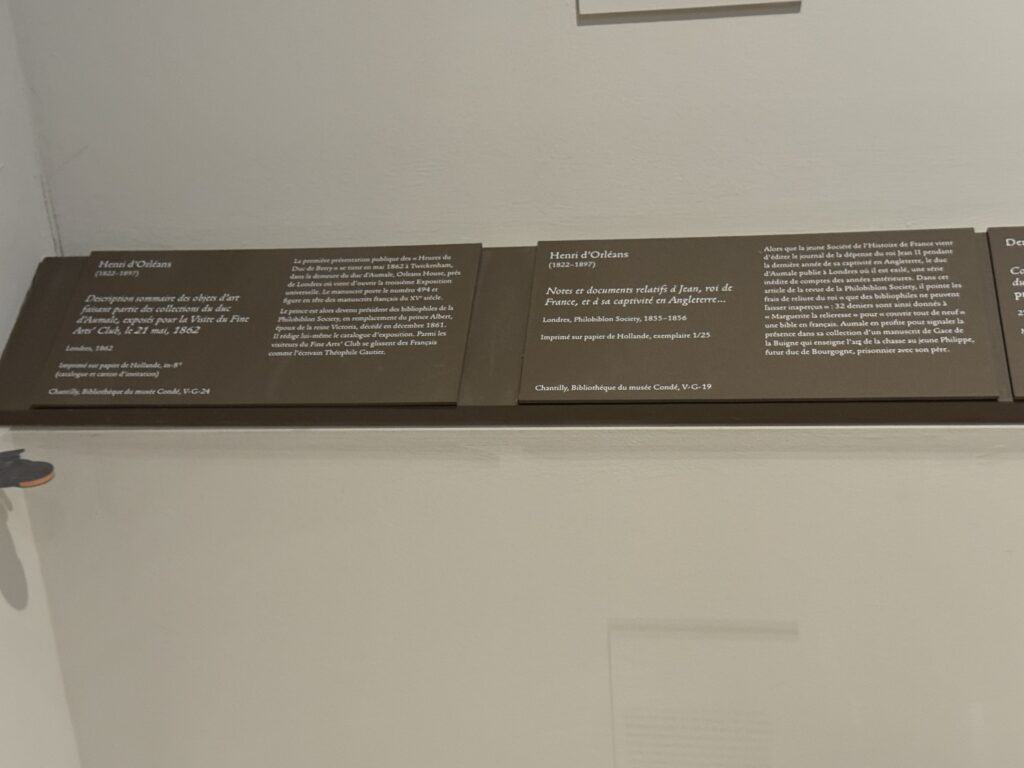 Henri d'Orléans
(1822-1897)
Description sommaire des objets d'art
faisant partie des collections du duc
d'Aumale, exposés pour la Visite du Fine
Arts' Club, le 21 mai, 1862
Londres, 1862
Imprimé sur papier de Hollande, in-8°
(catalogue et carton d'invitation)
Chantilly, Bibliothèque du musée Condé, V-G-24
La première présentation publique des « Heures du
Duc de Berry » se tient en mai 1862 à Twickenham,
dans la demeure du duc d'Aumale, Orleans House, près
de Londres où vient d'ouvrir la troisième Exposition
universelle. Le manuscrit porte le numéro 494 et
figure en tête des manuscrits français du XVe siècle.
Le prince est alors devenu président des bibliophiles de la
Philobiblon Society, en remplacement du prince Albert,
époux de la reine Victoria, décédé en décembre 1861.
Il rédige lui-même le catalogue d'exposition. Parmi les
visiteurs du Fine Arts' Club se glissent des Français
comme l'écrivain Théophile Gautier.
Henri d'Orléans
(1822-1897)
Notes et documents relatifs à Jean, roi de
France, et à sa captivité en Angleterre...
Londres, Philobiblon Society, 1855-1856
Imprimé sur papier de Hollande, exemplaire 1/25
Chantilly, Bibliothèque du musée Condé, V-G-19
Alors que la jeune Société de l'Histoire de France vient
d'éditer le journal de la dépense du roi Jean II pendant
la dernière année de sa captivité en Angleterre, le duc
d'Aumale publie à Londres où il est exilé, une série
inédite de comptes des années antérieures. Dans cet
article de la revue de la Philobiblon Society, il pointe les
frais de reliure du roi « que des bibliophiles ne peuvent
laisser inaperçus » : 32 deniers sont ainsi donnés à
« Marguerite la relieresse » pour « couvrir tout de neuf »
une bible en français. Aumale en profite pour signaler la
présence dans sa collection d'un manuscrit de Gace de
la Buigne qui enseigne l'art de la chasse au jeune Philippe,
futur duc de Bourgogne, prisonnier avec son père.